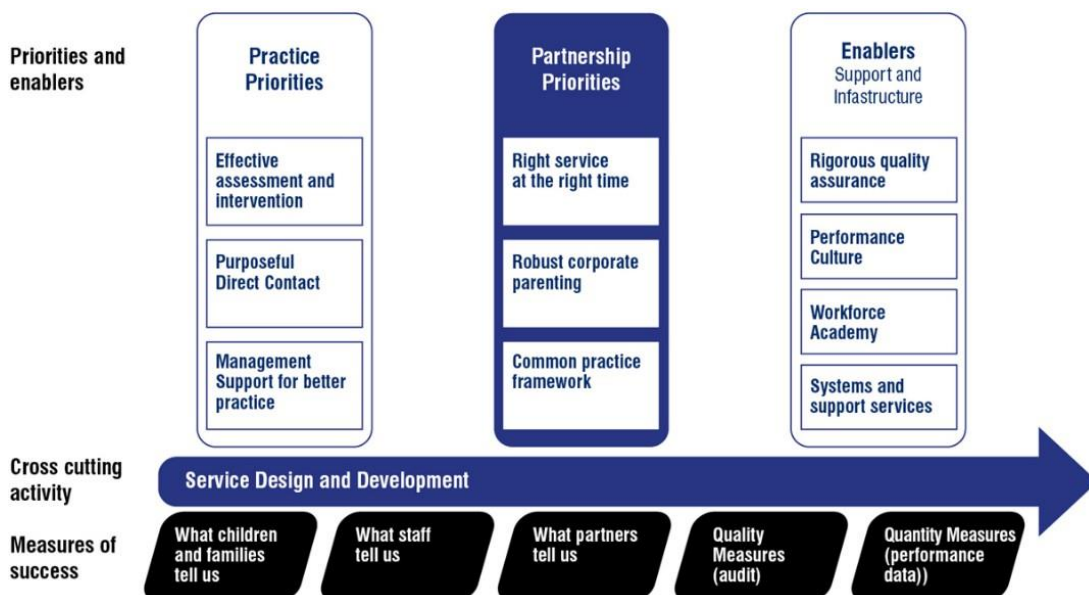 Priorities and
enablers
Practice
Priorities
Effective
assessment and
intervention
Purposeful
Direct Contact
Management
Support for better
practice
Partnership
Priorities
Right service
at the right time
Robust corporate
parenting
Common practice
framework
Enablers
Support and
Infastructure
Rigorous quality
assurance
Performance
Culture
Workforce
Academy
Systems and
support services
Cross cutting
activity
Service Design and Development
Measures of
success
What children
and families
tell us
What staff
tell us
What partners
tell us
Quality
Measures
(audit)
Quantity Measures
(performance
data))